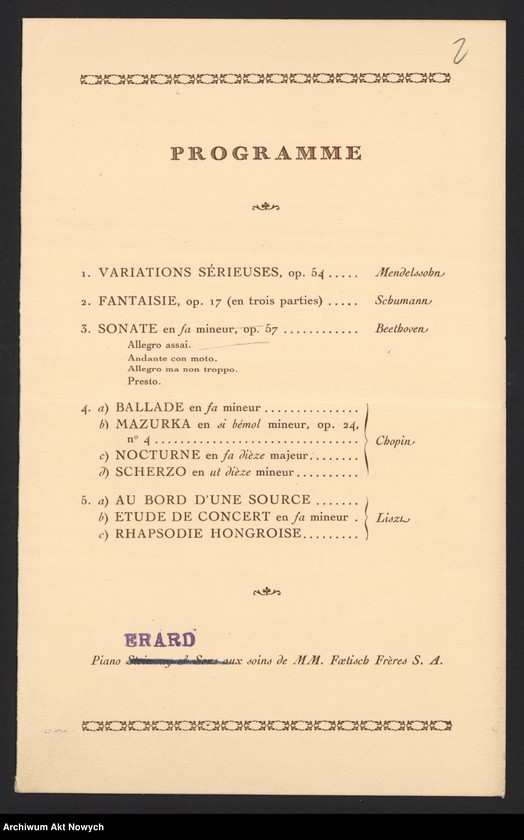 2
PROGRAMME
1. VARIATIONS SÉRIEUSES, op. 54 ..... Mendelssohn
2. FANTAISIE, op. 17 (en trois parties) ..... Schumann
3. SONATE en fa mineur, op. 57 ............ Beethoven
Allegro assai.
Andante con moto.
Allegro ma non troppo.
Presto.
4. a) BALLADE en fa mineur ...............
b) MAZURKA en si bémol mineur, op. 24,
nº 4 ................................
Chopin
c) NOCTURNE en fa dièze majeur........
d) SCHERZO en ut dièze mineur ..........
5. a) AU BORD D'UNE SOURCE .......
b) ETUDE DE CONCERT en fa mineur .
Liszt
c) RHAPSODIE HONGROISE.........
ERARD
Piano Steinway & Sons aux soins de MM. Fœtisch Frères S. A.
Archiwum Akt Nowych